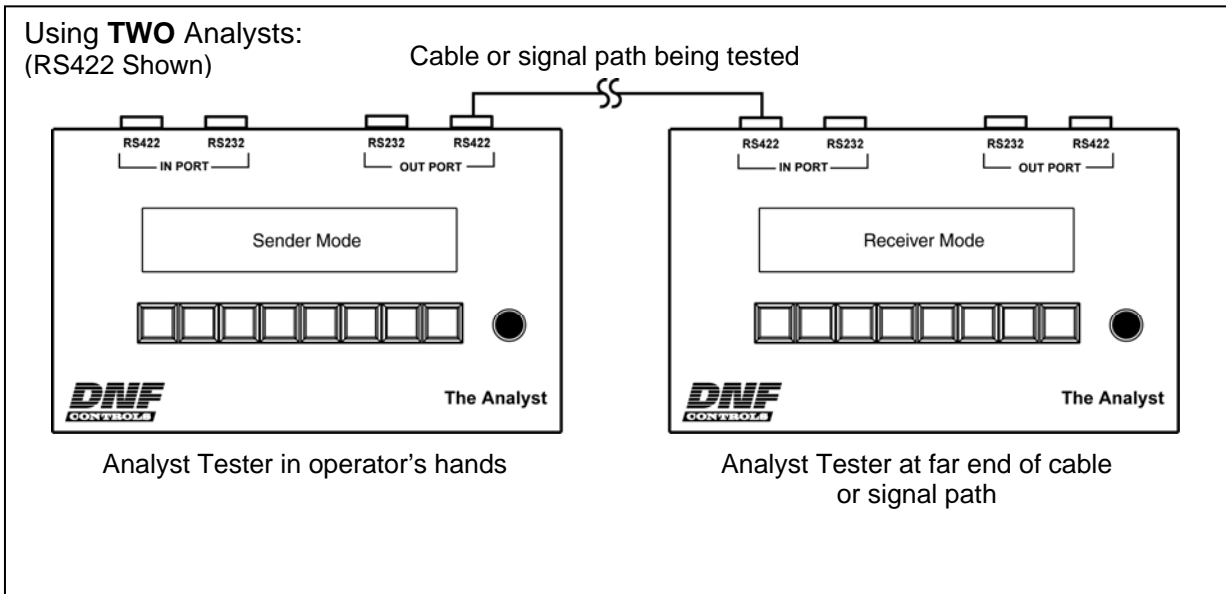 Using TWO Analysts:
(RS422 Shown)
Cable or signal path being tested
RS422 RS232 RS232 RS422
IN PORT OUT PORT
Sender Mode
DNF
CONTROLS
The Analyst
Analyst Tester in operator's hands
RS422 RS232 RS232 RS422
IN PORT OUT PORT
Receiver Mode
DNF
CONTROLS
The Analyst
Analyst Tester at far end of cable
or signal path